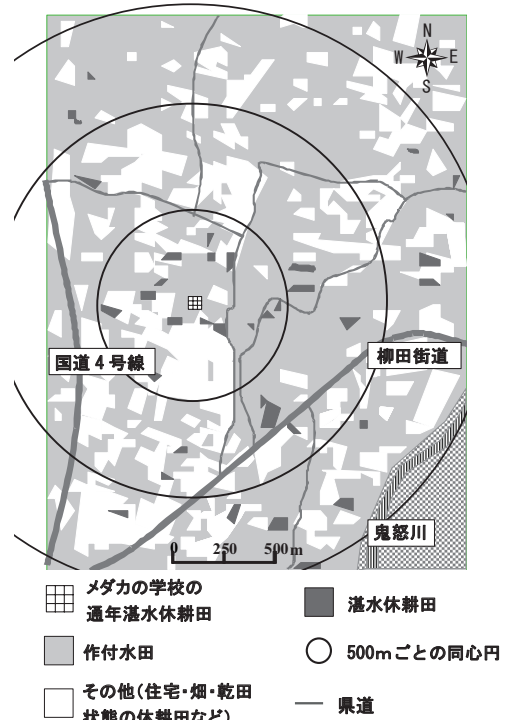 N
W E
S
国道4号線
柳田街道
鬼怒川
0 250 500m
メダカの学校の
通年湛水休耕田
湛水休耕田
作付水田
500mごとの同心円
その他(住宅・畑・乾田
状態の休耕田など)
県道